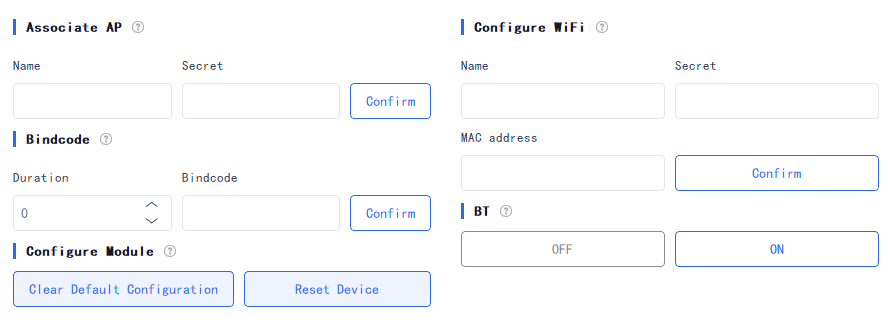 Associate AP
Name Secret
Confirm
Bindcode
Duration Bindcode
0 Confirm
Configure Module
Clear Default Configuration Reset Device
Configure WiFi
Name Secret
MAC address
Confirm
BT
OFF ON